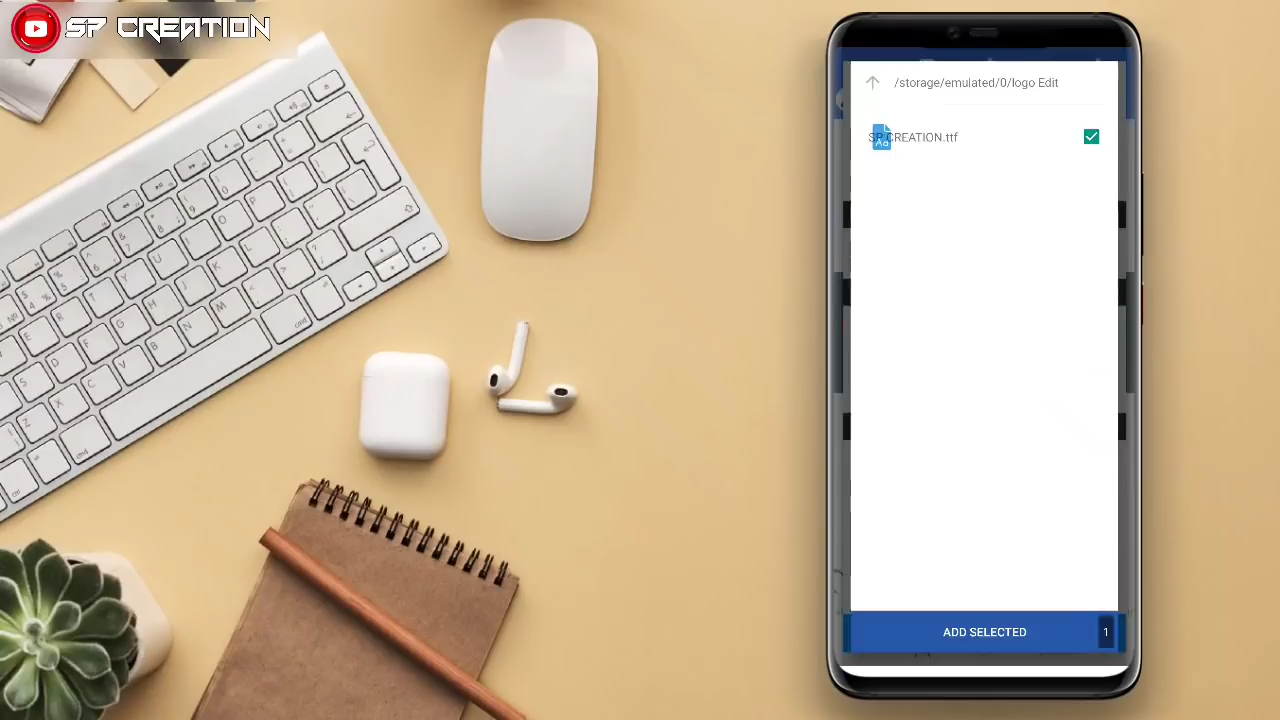 SP CREATION
/storage/emulated/0/logo Edit
SP CREATION.ttf
ADD SELECTED 1